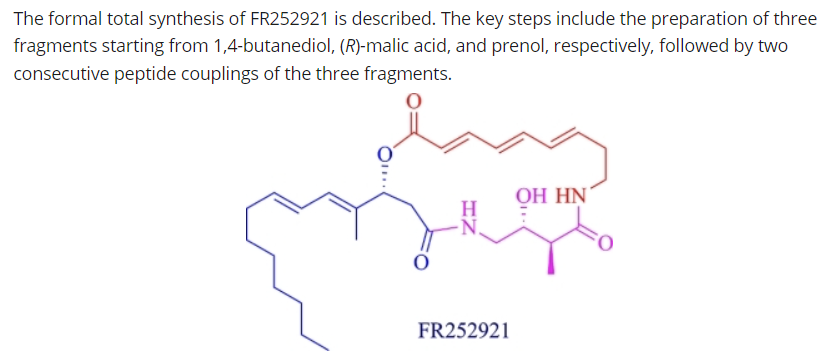 The formal total synthesis of FR252921 is described. The key steps include the preparation of three
fragments starting from 1,4-butanediol, (R)-malic acid, and prenol, respectively, followed by two
consecutive peptide couplings of the three fragments.
O
O
OH HN
H
N
O
O
FR252921